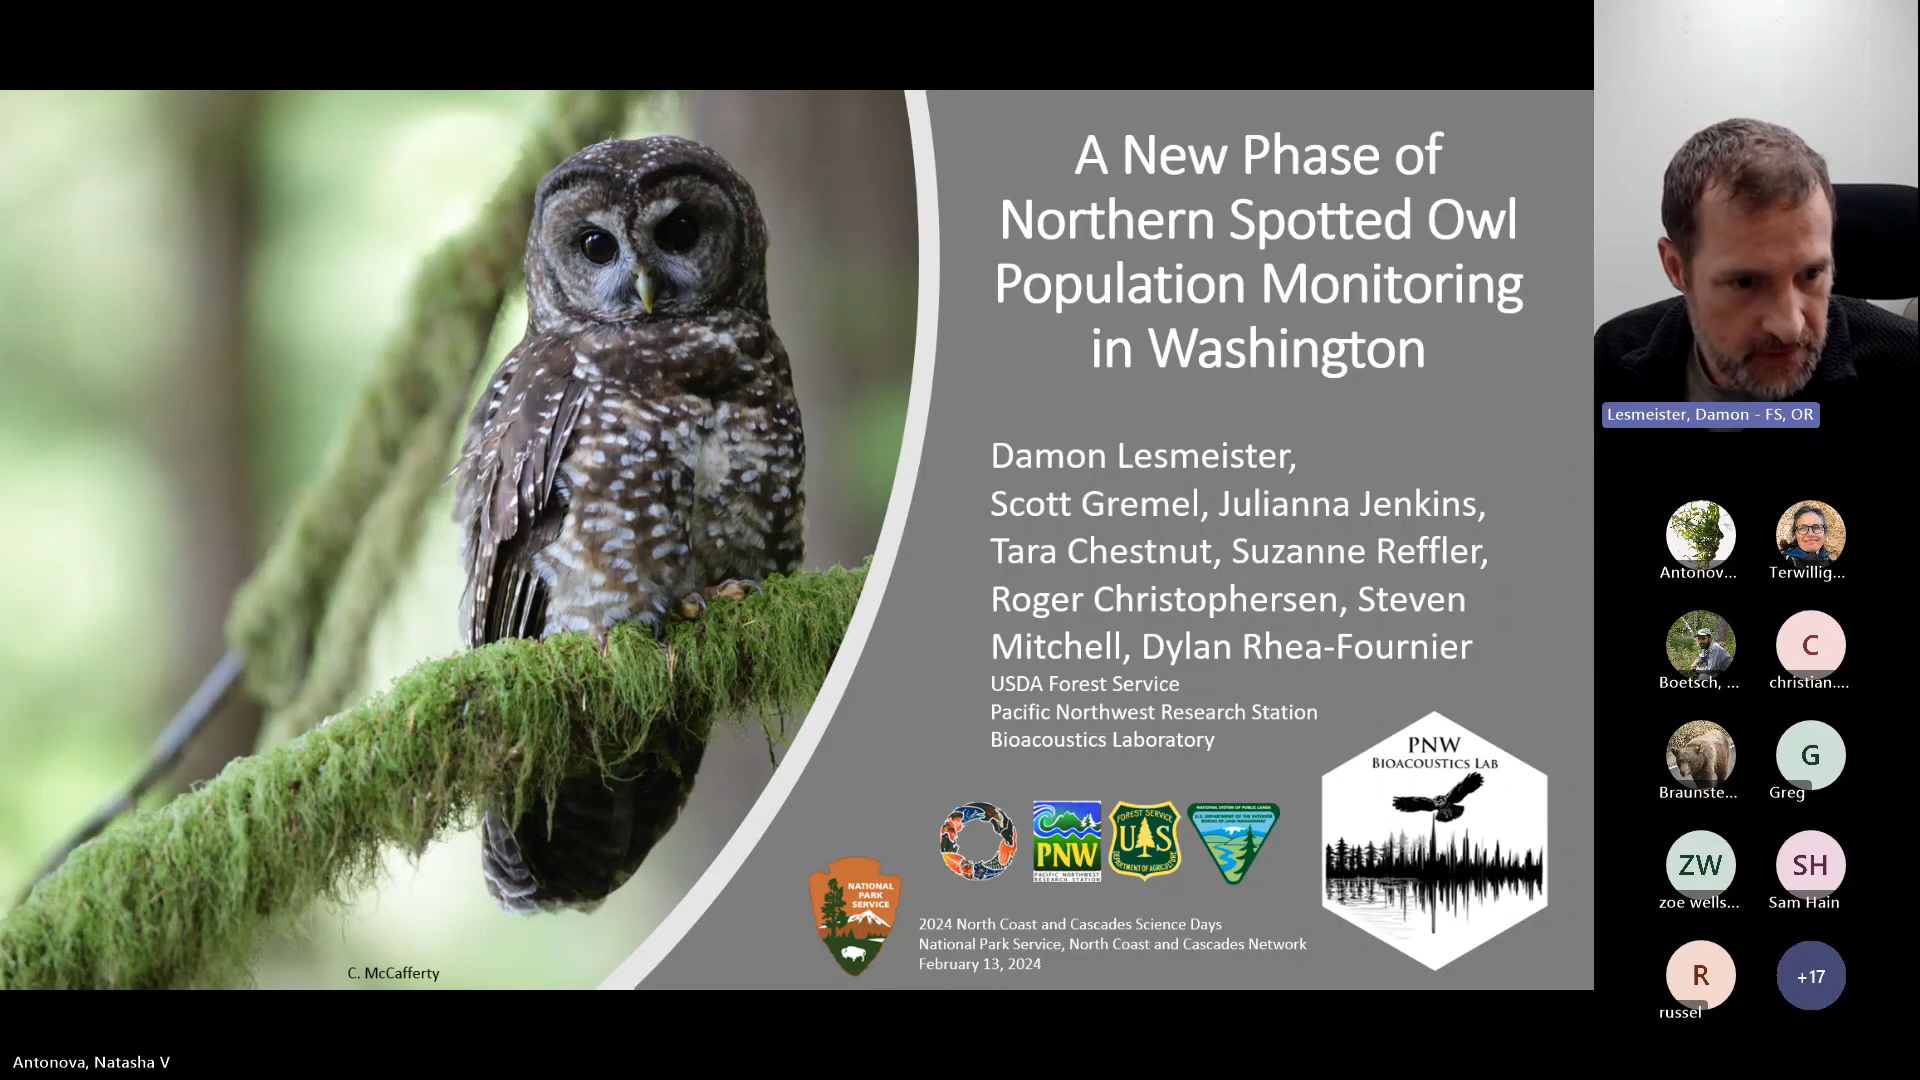 A New Phase of
Northern Spotted Owl
Population Monitoring
in Washington
Damon Lesmeister,
Scott Gremel, Julianna Jenkins,
Tara Chestnut, Suzanne Reffler,
Roger Christophersen, Steven
Mitchell, Dylan Rhea-Fournier
USDA Forest Service
Pacific Northwest Research Station
Bioacoustics Laboratory
PNW
BIOACOUSTICS LAB
PNW
PACIFIC NORTHWEST
RESEARCH STATION
FOREST SERVICE
U S
DEPARTMENT OF AGRICULTURE
NATIONAL SYSTEM OF PUBLIC LANDS
U.S. DEPARTMENT OF THE INTERIOR
BUREAU OF LAND MANAGEMENT
NATIONAL
PARK
SERVICE
2024 North Coast and Cascades Science Days
National Park Service, North Coast and Cascades Network
February 13, 2024
C. McCafferty
Lesmeister, Damon - FS, OR
Antonov...
Terwillig...
Boetsch, ...
C
christian....
Braunste...
G
Greg
ZW
zoe wells...
SH
Sam Hain
R
russel
+17
Antonova, Natasha V